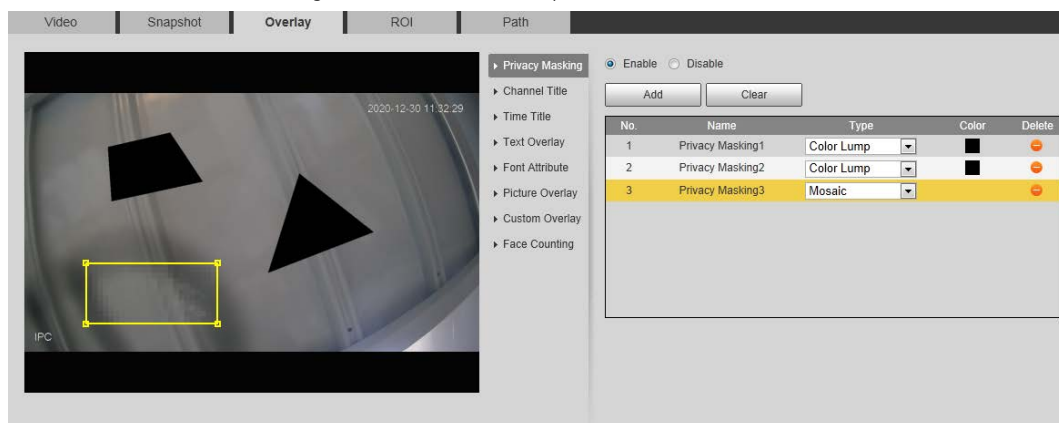 Video Snapshot Overlay ROI Path
Privacy Masking
Channel Title
Time Title
Text Overlay
Font Attribute
Picture Overlay
Custom Overlay
Face Counting
2020-12-30 11:32:29
IPC
Enable Disable
Add Clear
No. Name Type Color Delete
1 Privacy Masking1 Color Lump
2 Privacy Masking2 Color Lump
3 Privacy Masking3 Mosaic